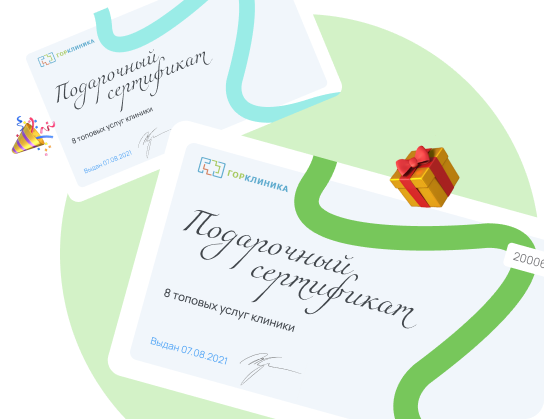 ГОРКЛИНИКА
Подарочный
сертификат
8 топовых услуг клиники
Выдан 07.08.2021
ГОРКЛИНИКА
Подарочный
сертификат
8 топовых услуг клиники
Выдан 07.08.2021
20006